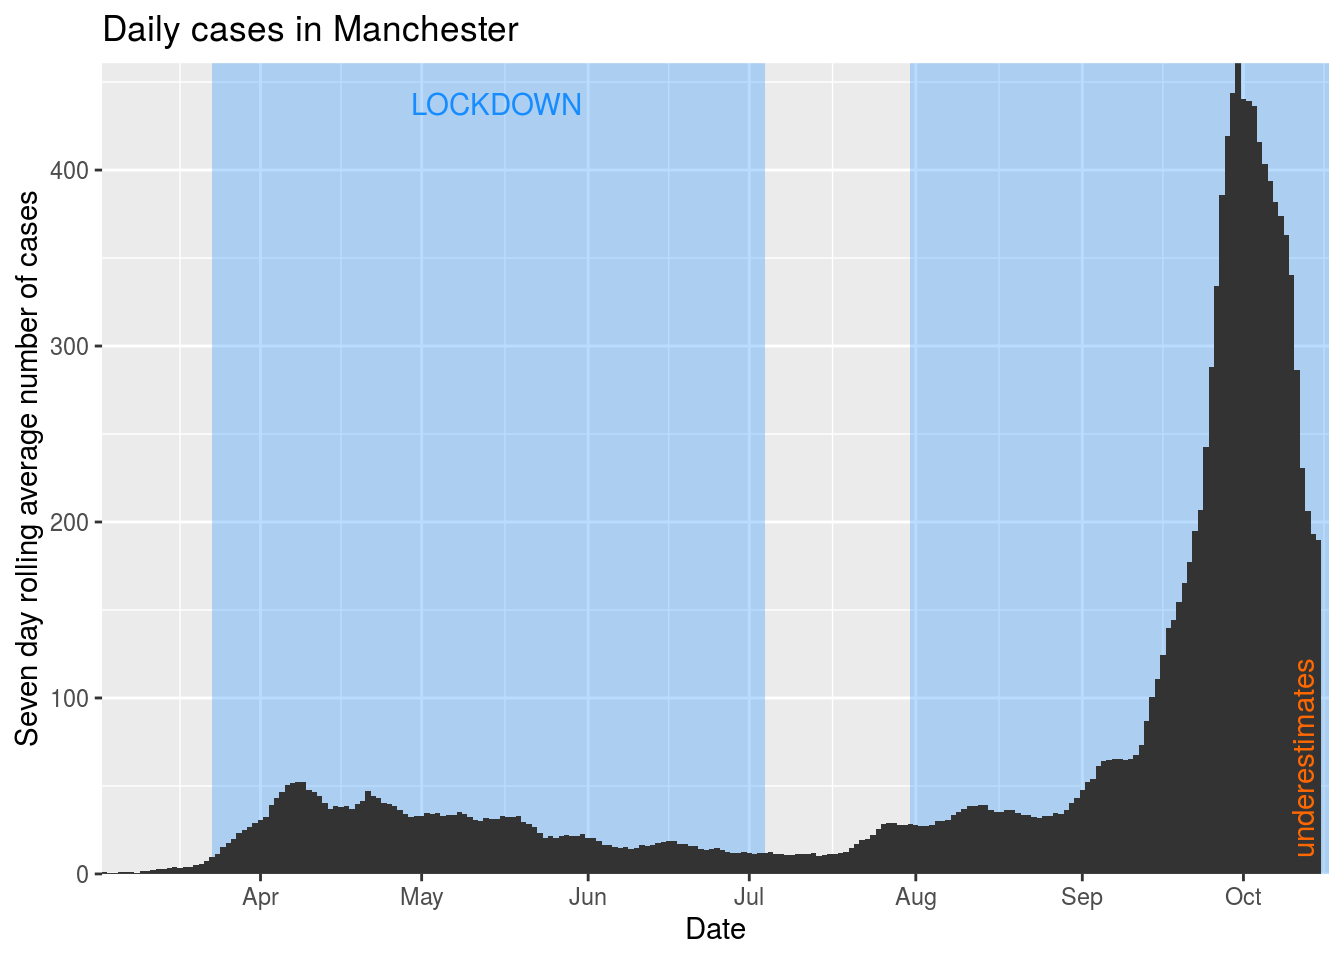 Daily cases in Manchester
LOCKDOWN
Seven day rolling average number of cases
400
300
200
100
0
underestimates
Apr
May
Jun
Jul
Aug
Sep
Oct
Date